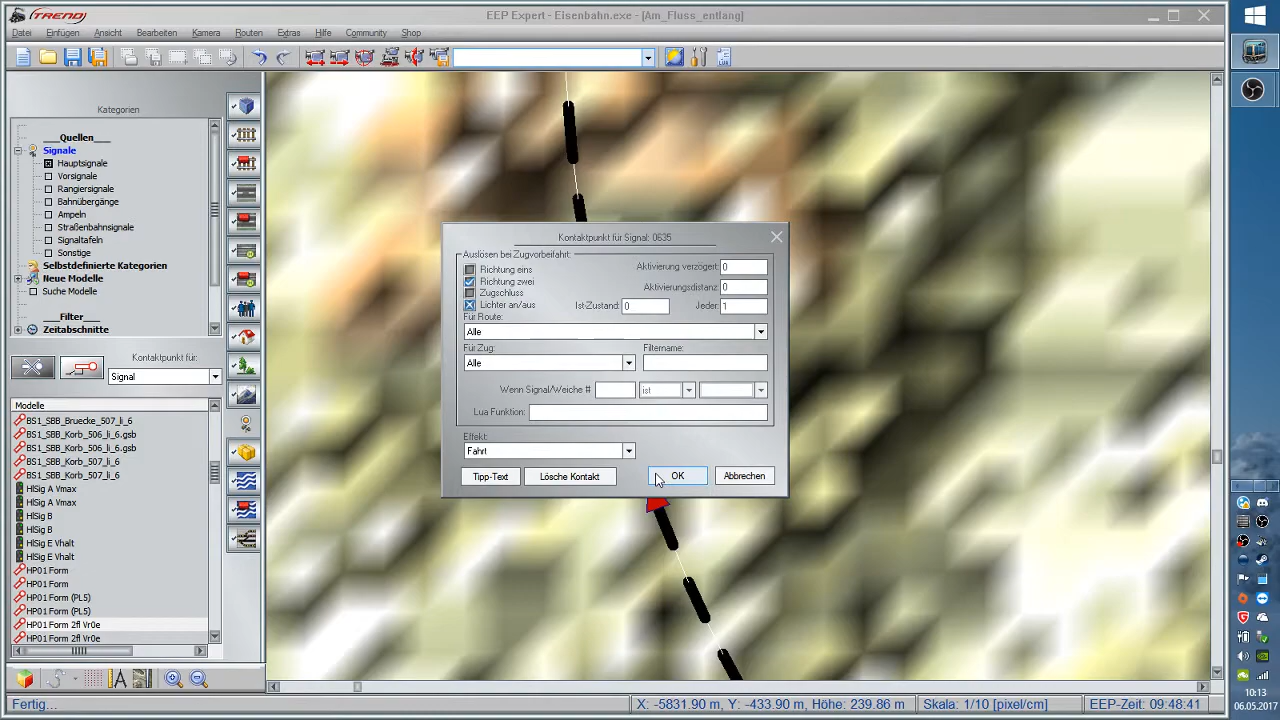 TREND
EEP Expert - Eisenbahn.exe - [Am_Fluss_entlang]
Datei Einfügen Ansicht Bearbeiten Kamera Routen Extras Hilfe Community Shop
Kategorien
___Quellen___
Signale
Hauptsignale
Vorsignale
Rangiersignale
Bahnübergänge
Ampeln
Straßenbahnsignale
Signaltafeln
Sonstige
Selbstdefinierte Kategorien
Neue Modelle
Suche Modelle
___Filter___
Zeitabschnitte
Kontaktpunkt für:
Signal
Modelle
BS1_SBB_Bruecke_507_li_6
BS1_SBB_Korb_506_li_6.gsb
BS1_SBB_Korb_506_li_6.gsb
BS1_SBB_Korb_507_li_6
BS1_SBB_Korb_507_li_6
HlSig A Vmax
HlSig A Vmax
HlSig B
HlSig B
HlSig E Vhalt
HlSig E Vhalt
HP01 Form
HP01 Form
HP01 Form (PL5)
HP01 Form (PL5)
HP01 Form 2fl Vr0e
HP01 Form 2fl Vr0e
Kontaktpunkt für Signal: 0635
Auslösen bei Zugvorbeifahrt:
Richtung eins
Aktivierung verzögert: 0
Richtung zwei
Aktivierungsdistanz: 0
Zugschluss
Lichter an/aus Ist-Zustand: 0 Jeder: 1
Für Route:
Alle
Für Zug: Filtername:
Alle
Wenn Signal/Weiche # ist
Lua Funktion:
Effekt:
Fahrt
Tipp-Text Lösche Kontakt OK Abbrechen
Fertig... X: -5831.90 m, Y: -433.90 m, Höhe: 239.86 m Skala: 1/10 [pixel/cm] EEP-Zeit: 09:48:41
10:13
06.05.2017